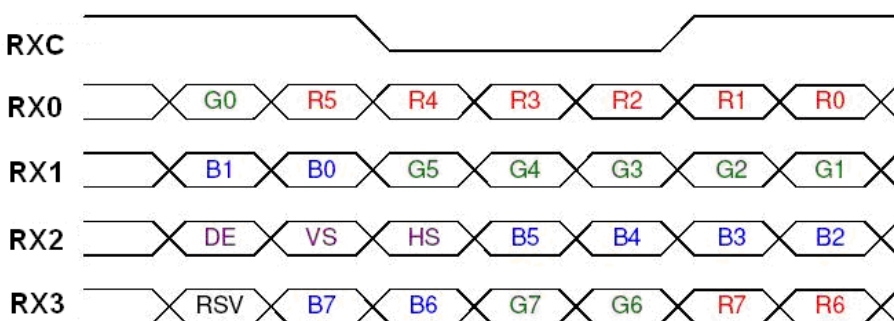 RXC
RX0 G0 R5 R4 R3 R2 R1 R0
RX1 B1 B0 G5 G4 G3 G2 G1
RX2 DE VS HS B5 B4 B3 B2
RX3 RSV B7 B6 G7 G6 R7 R6